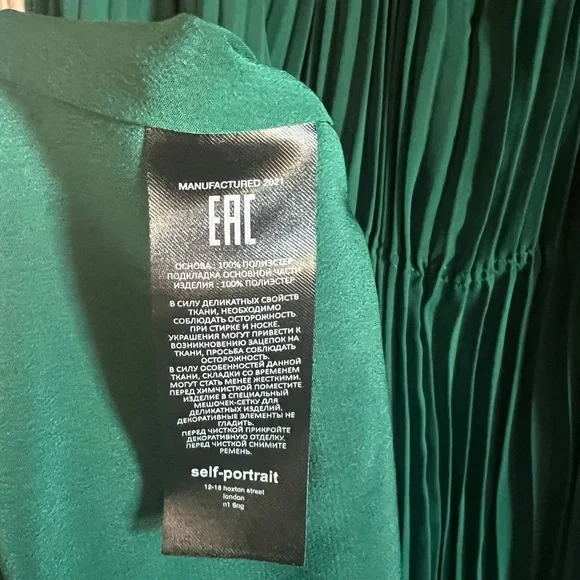 MANUFACTURED 2021
EAC
ОСНОВА : 100% ПОЛИЭСТЕР
ПОДКЛАДКА ОСНОВНОЙ ЧАСТИ
ИЗДЕЛИЯ : 100% ПОЛИЭСТЕР
В СИЛУ ДЕЛИКАТНЫХ СВОЙСТВ
ТКАНИ, НЕОБХОДИМО
СОБЛЮДАТЬ ОСТОРОЖНОСТЬ
ПРИ СТИРКЕ И НОСКЕ.
УКРАШЕНИЯ МОГУТ ПРИВЕСТИ К
ВОЗНИКНОВЕНИЮ ЗАЦЕПОК НА
ТКАНИ, ПРОСЬБА СОБЛЮДАТЬ
ОСТОРОЖНОСТЬ.
В СИЛУ ОСОБЕННОСТЕЙ ДАННОЙ
ТКАНИ, СКЛАДКИ СО ВРЕМЕНЕМ
МОГУТ СТАТЬ МЕНЕЕ ЖЕСТКИМИ.
ПЕРЕД ХИМЧИСТКОЙ ПОМЕСТИТЕ
ИЗДЕЛИЕ В СПЕЦИАЛЬНЫЙ
МЕШОЧЕК-СЕТКУ ДЛЯ
ДЕЛИКАТНЫХ ИЗДЕЛИЙ.
ДЕКОРАТИВНЫЕ ЭЛЕМЕНТЫ НЕ
ГЛАДИТЬ.
ПЕРЕД ЧИСТКОЙ ПРИКРОЙТЕ
ДЕКОРАТИВНУЮ ОТДЕЛКУ.
ПЕРЕД ЧИСТКОЙ СНИМИТЕ
РЕМЕНЬ.
self-portrait
12-18 hoxton street
london
n1 6ng